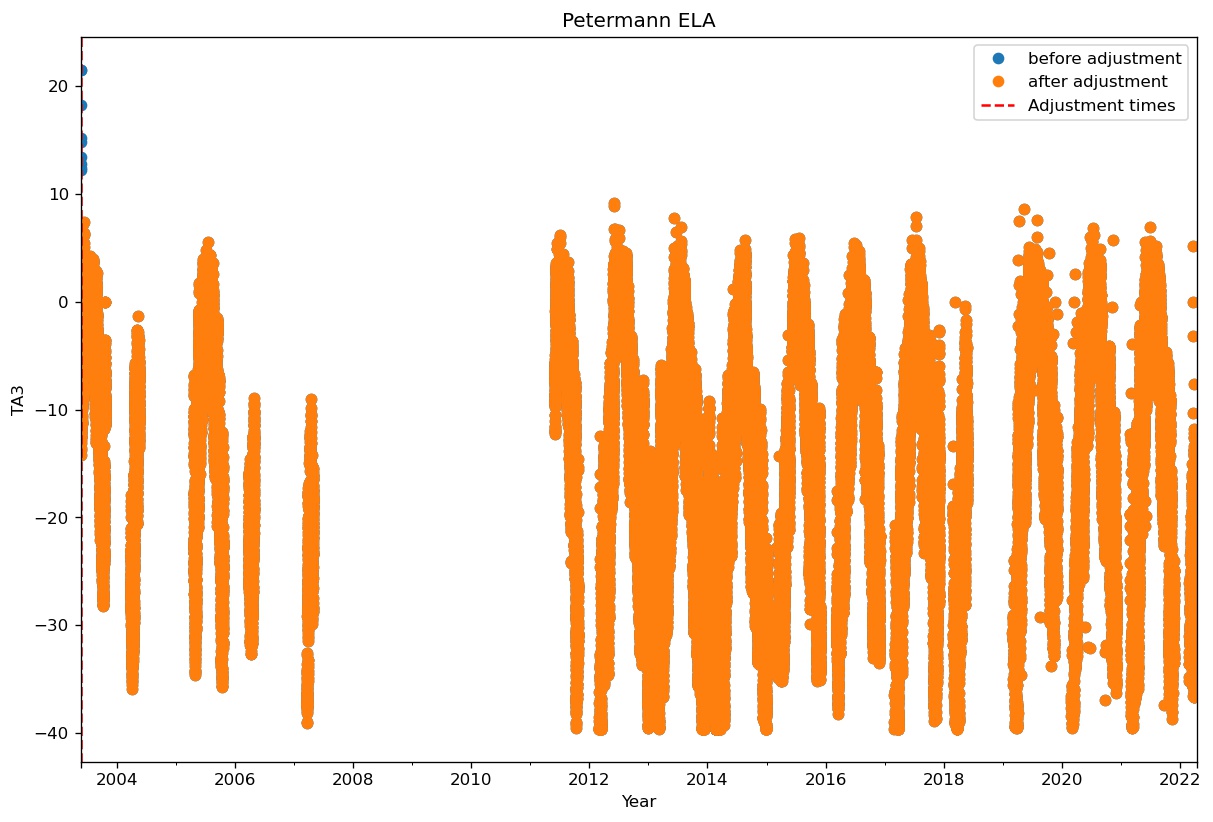 Petermann ELA
before adjustment
after adjustment
Adjustment times
20
10
0
−10
−20
−30
−40
TA3
2004 2006 2008 2010 2012 2014 2016 2018 2020 2022
Year